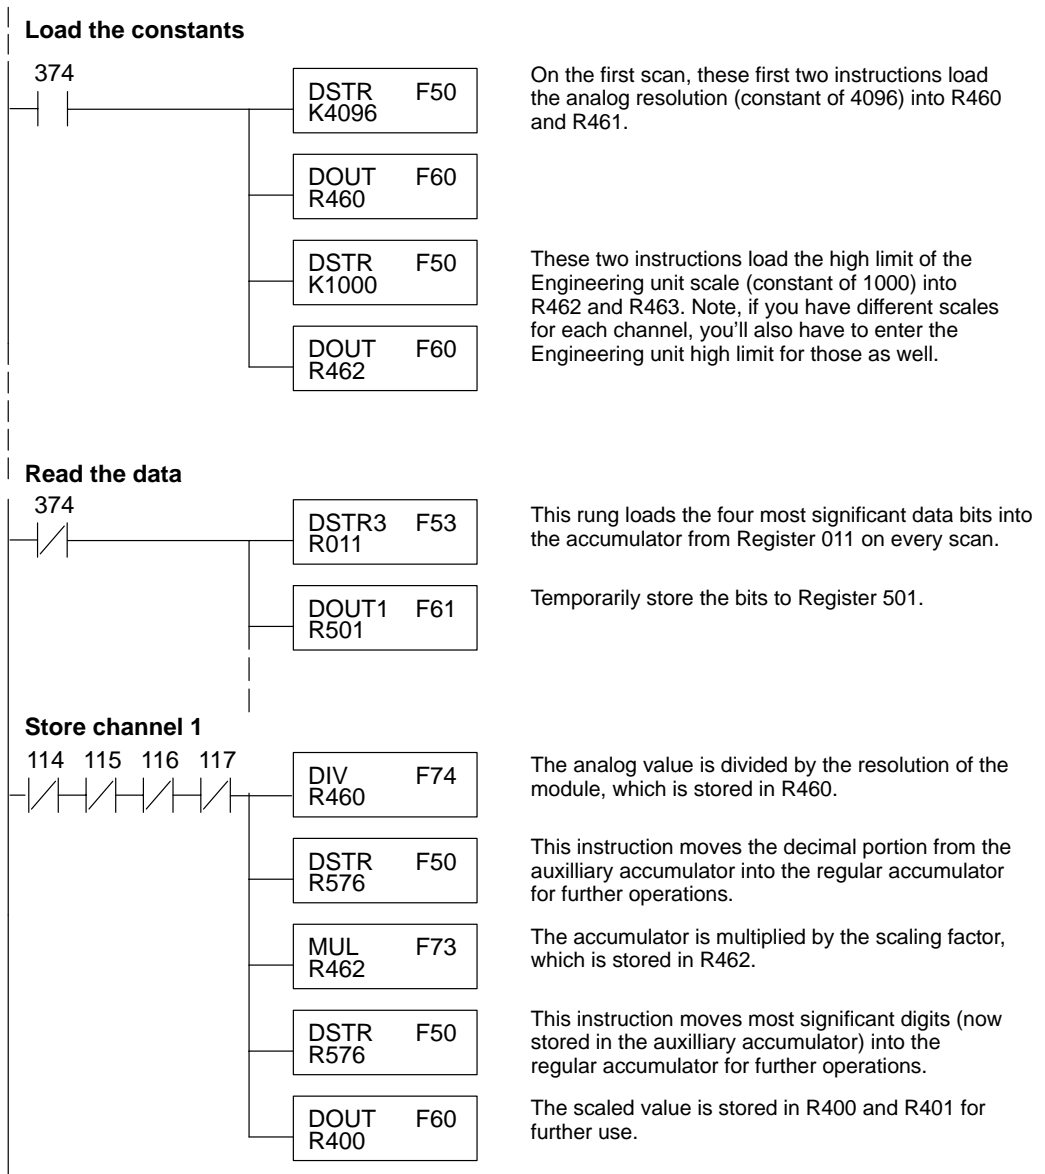 Load the constants
374
DSTR F50
K4096
On the first scan, these first two instructions load
the analog resolution (constant of 4096) into R460
and R461.
DOUT F60
R460
DSTR F50
K1000
These two instructions load the high limit of the
Engineering unit scale (constant of 1000) into
R462 and R463. Note, if you have different scales
for each channel, you'll also have to enter the
Engineering unit high limit for those as well.
DOUT F60
R462
Read the data
374
DSTR3 F53
R011
This rung loads the four most significant data bits into
the accumulator from Register 011 on every scan.
DOUT1 F61
R501
Temporarily store the bits to Register 501.
Store channel 1
114 115 116 117
DIV F74
R460
The analog value is divided by the resolution of the
module, which is stored in R460.
DSTR F50
R576
This instruction moves the decimal portion from the
auxilliary accumulator into the regular accumulator
for further operations.
MUL F73
R462
The accumulator is multiplied by the scaling factor,
which is stored in R462.
DSTR F50
R576
This instruction moves most significant digits (now
stored in the auxilliary accumulator) into the
regular accumulator for further operations.
DOUT F60
R400
The scaled value is stored in R400 and R401 for
further use.